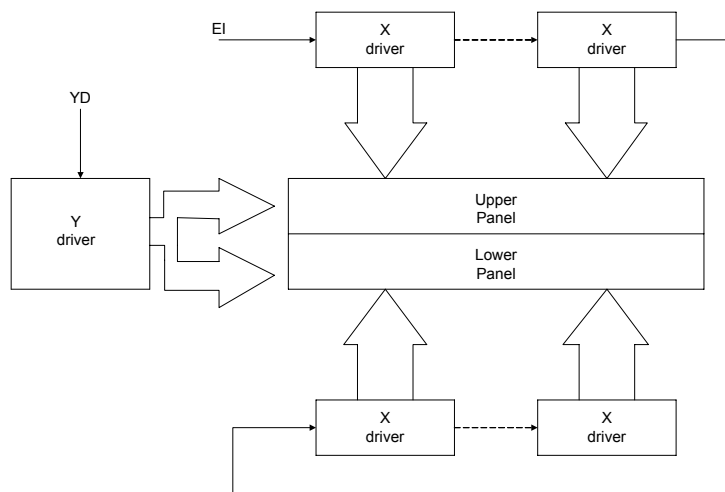 EI
X
driver
X
driver
YD
Y
driver
Upper
Panel
Lower
Panel
X
driver
X
driver